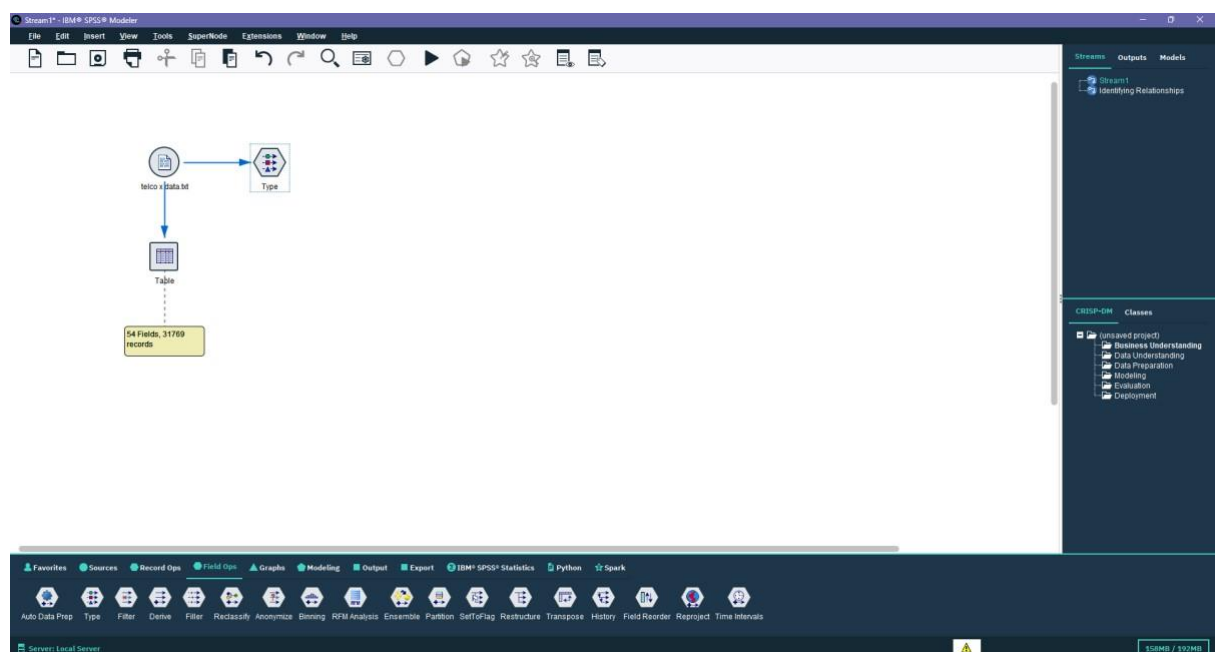 Stream1* - IBM® SPSS® Modeler
File Edit Insert View Tools SuperNode Extensions Window Help
Streams Outputs Models
Stream1
Identifying Relationships
telco x data.txt
Type
Table
54 Fields, 31769
records
CRISP-DM Classes
(unsaved project)
Business Understanding
Data Understanding
Data Preparation
Modeling
Evaluation
Deployment
Favorites Sources Record Ops Field Ops Graphs Modeling Output Export IBM® SPSS® Statistics Python Spark
Auto Data Prep Type Filter Derive Filler Reclassify Anonymize Binning RFM Analysis Ensemble Partition SetToFlag Restructure Transpose History Field Reorder Reproject Time Intervals
Server: Local Server
158MB / 192MB